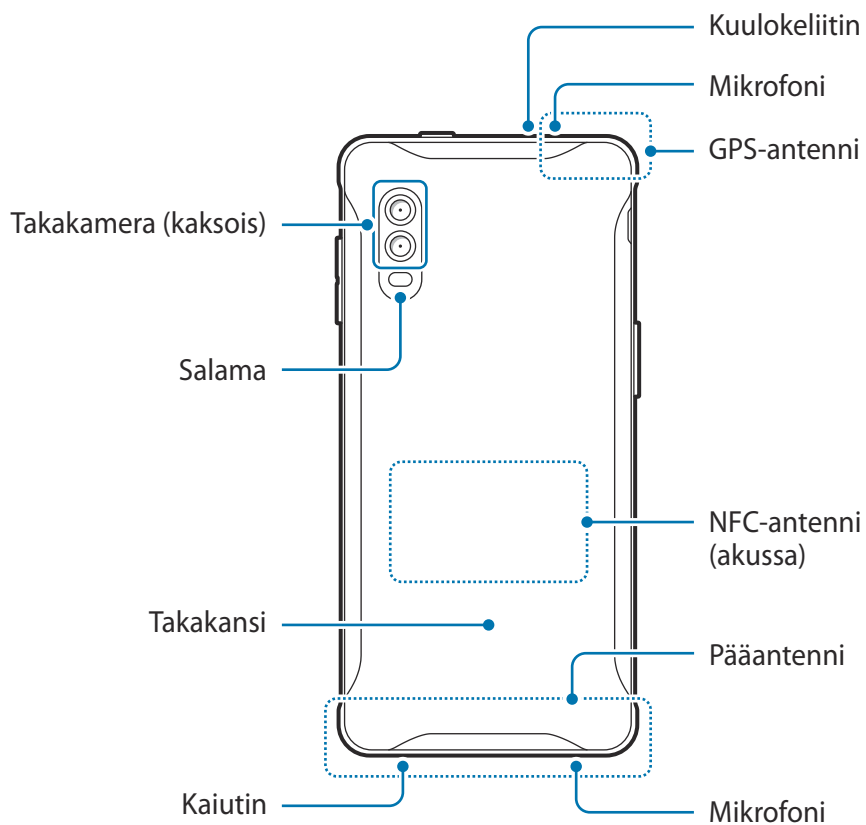 Kuulokeliitin
Mikrofoni
GPS-antenni
Takakamera (kaksois)
Salama
NFC-antenni
(akussa)
Takakansi
Pääantenni
Kaiutin
Mikrofoni